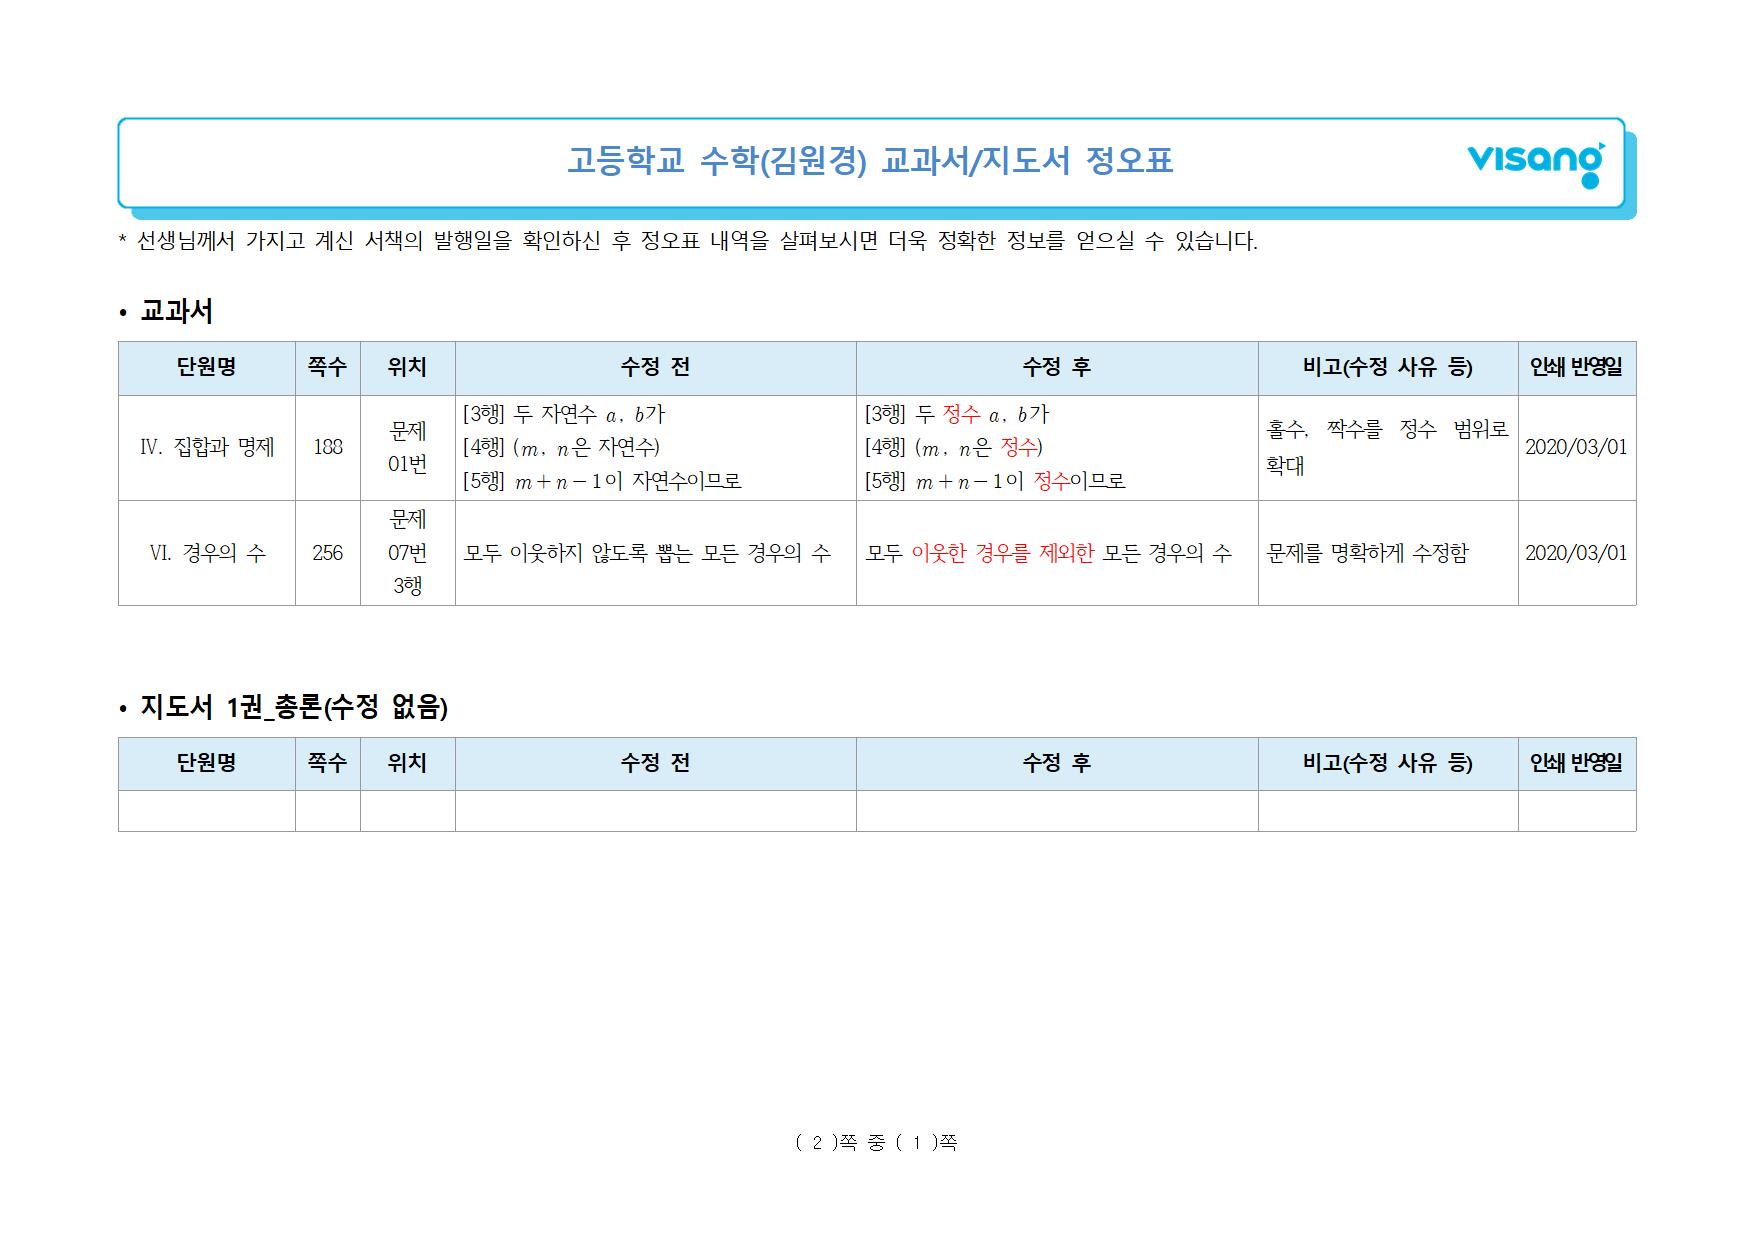 고등학교 수학(김원경) 교과서/지도서 정오표
visang
* 선생님께서 가지고 계신 서책의 발행일을 확인하신 후 정오표 내역을 살펴보시면 더욱 정확한 정보를 얻으실 수 있습니다.
• 교과서
단원명 쪽수 위치 수정 전 수정 후 비고(수정 사유 등) 인쇄 반영일
Ⅳ. 집합과 명제
188
문제
01번
[3행] 두 자연수 a, b가
[4행] (m, n은 자연수)
[5행] m+n−1이 자연수이므로
[3행] 두 정수 a, b가
[4행] (m, n은 정수)
[5행] m+n−1이 정수이므로
홀수, 짝수를 정수 범위로
확대
2020/03/01
Ⅵ. 경우의 수
256
문제
07번
3행
모두 이웃하지 않도록 뽑는 모든 경우의 수
모두 이웃한 경우를 제외한 모든 경우의 수
문제를 명확하게 수정함
2020/03/01
• 지도서 1권_총론(수정 없음)
단원명 쪽수 위치 수정 전 수정 후 비고(수정 사유 등) 인쇄 반영일
( 2 )쪽 중 ( 1 )쪽